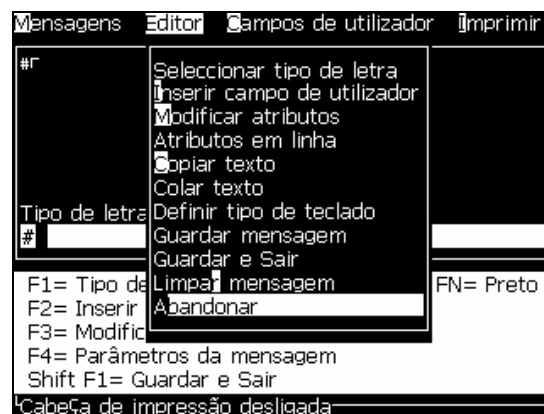 Mensagens Editor Campos de utilizador Imprimir
#
Seleccionar tipo de letra
Inserir campo de utilizador
Modificar atributos
Atributos em linha
Copiar texto
Colar texto
Tipo de letra
Definir tipo de teclado
#
Guardar mensagem
Guardar e Sair
F1= Tipo de
Limpar mensagem
FN= Preto
F2= Inserir
Abandonar
F3= Modific
F4= Parâmetros da mensagem
Shift F1= Guardar e Sair
Cabeça de impressão desligada